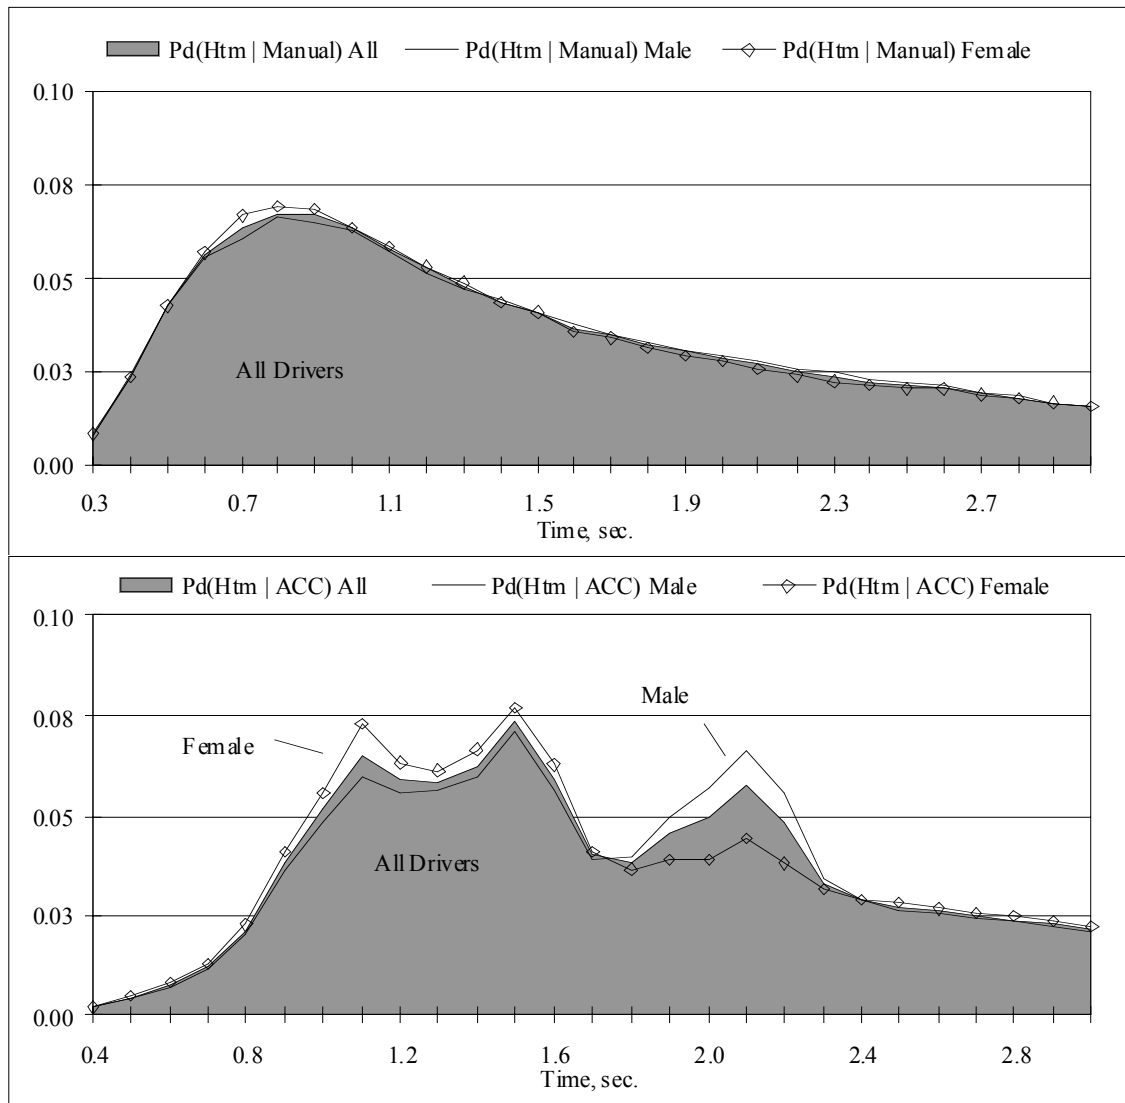 Pd(Htm | Manual) All Pd(Htm | Manual) Male Pd(Htm | Manual) Female
0.10
0.08
0.05
0.03
0.00
All Drivers
0.3 0.7 1.1 1.5 1.9 2.3 2.7
Time, sec.
Pd(Htm | ACC) All Pd(Htm | ACC) Male Pd(Htm | ACC) Female
0.10
0.08
0.05
0.03
0.00
Male
Female
All Drivers
0.4 0.8 1.2 1.6 2.0 2.4 2.8
Time, sec.